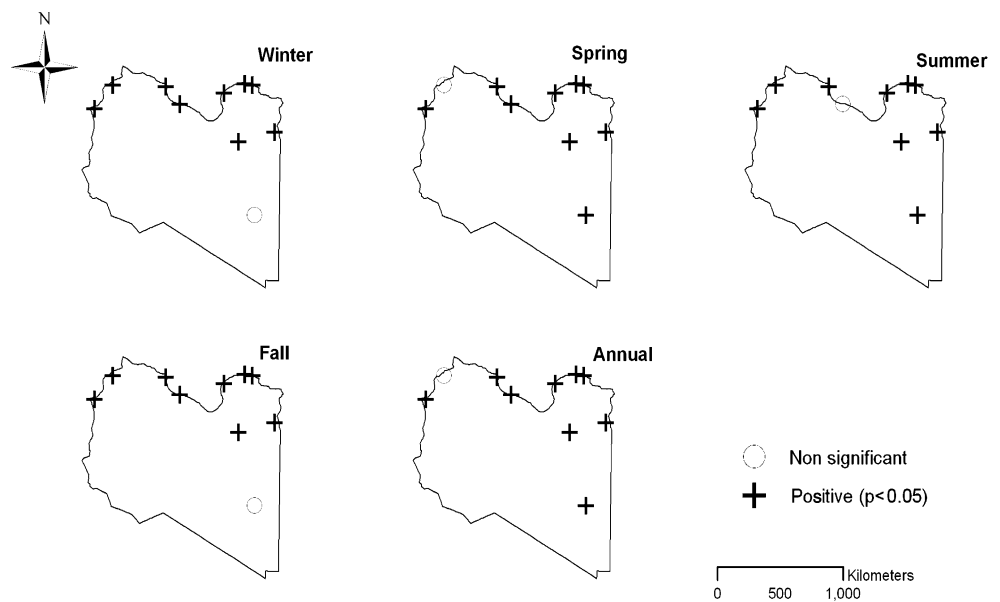 N
Winter
Spring
Summer
Fall
Annual
Non significant
Positive (p<0.05)
Kilometers
0 500 1,000